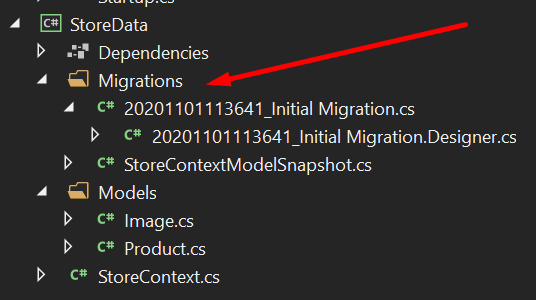 Startup.cs
C# StoreData
Dependencies
Migrations
C# 20201101113641_Initial Migration.cs
C# 20201101113641_Initial Migration.Designer.cs
C# StoreContextModelSnapshot.cs
Models
C# Image.cs
C# Product.cs
C# StoreContext.cs